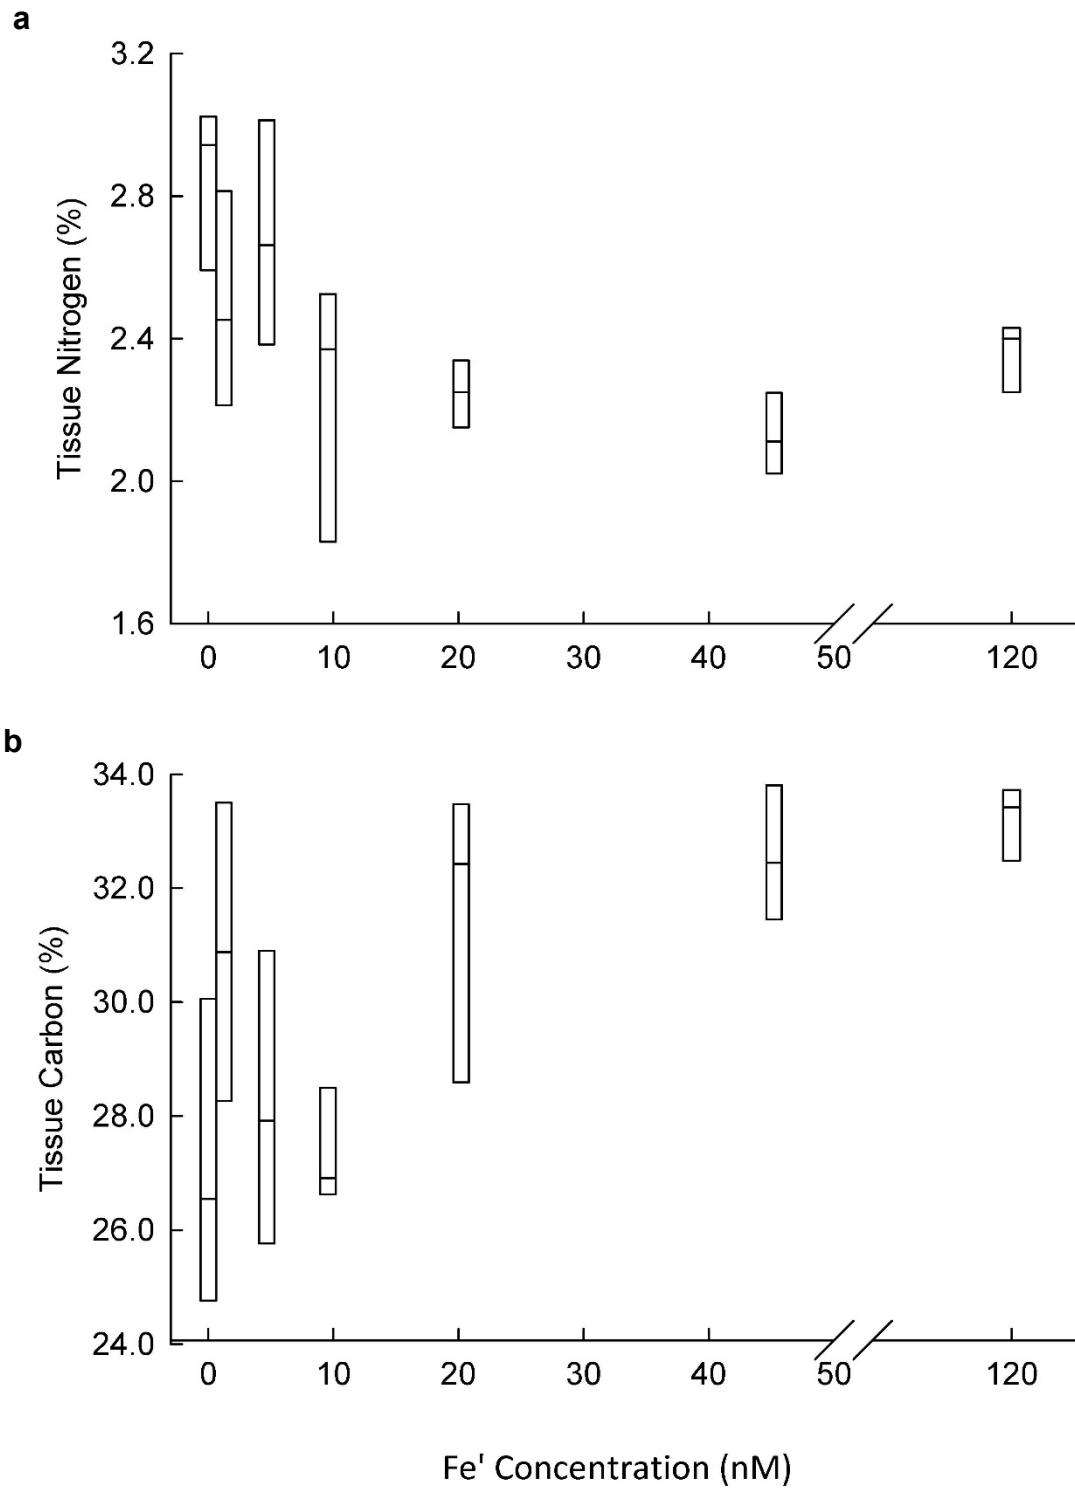 a
3.2
2.8
2.4
2.0
1.6
Tissue Nitrogen (%)
0 10 20 30 40 50 120
b
34.0
32.0
30.0
28.0
26.0
24.0
Tissue Carbon (%)
0 10 20 30 40 50 120
Fe' Concentration (nM)